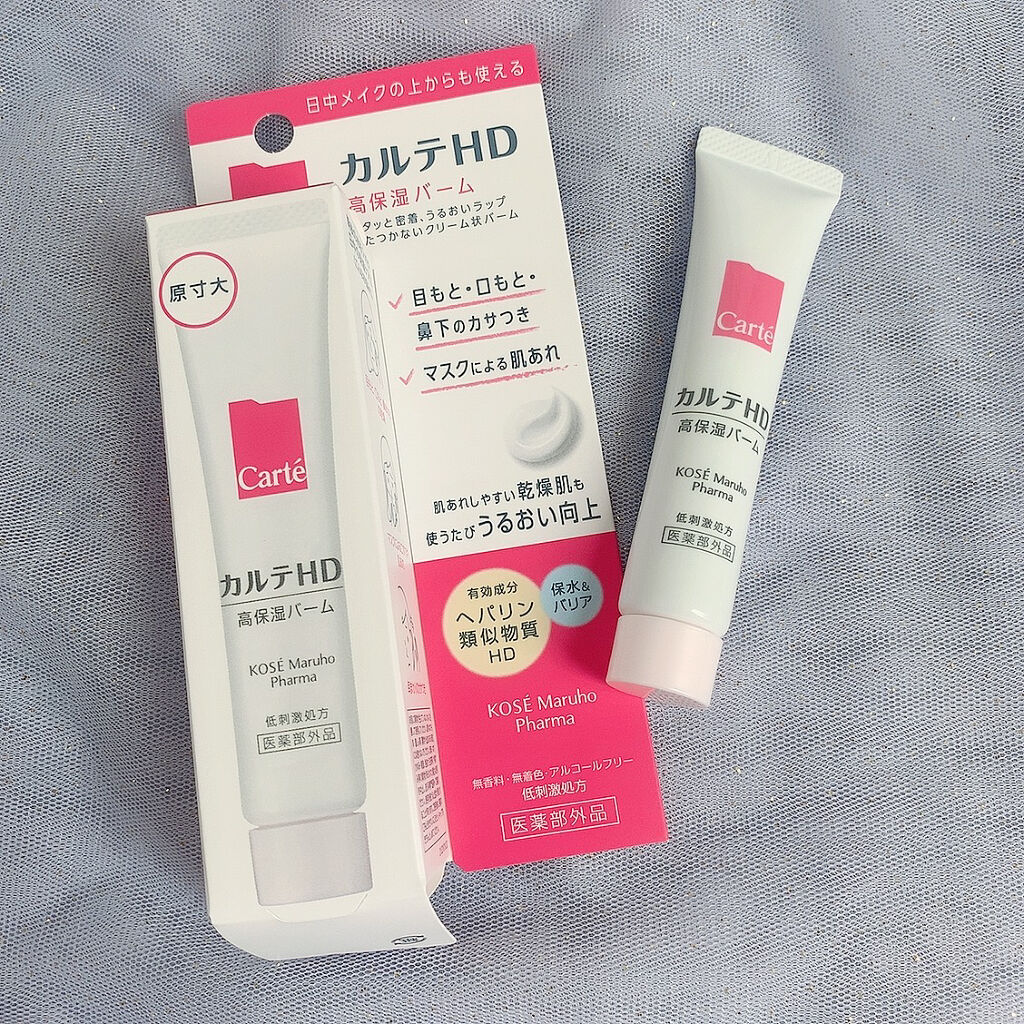 日中メイクの上からも使える
カルテHD
高保湿バーム
タッと密着、うるおいラップ
たつかないクリーム状バーム
目もと・口もと・
鼻下のカサつき
マスクによる肌あれ
肌あれしやすい乾燥肌も
使うたびうるおい向上
有効成分
ヘパリン
類似物質
HD
保水&
バリア
KOSÉ Maruho
Pharma
無香料・無着色・アルコールフリー
低刺激処方
医薬部外品
原寸大
Carté
カルテHD
高保湿バーム
KOSÉ Maruho
Pharma
低刺激処方
医薬部外品
Carté
カルテHD
高保湿バーム
KOSÉ Maruho
Pharma
低刺激処方
医薬部外品